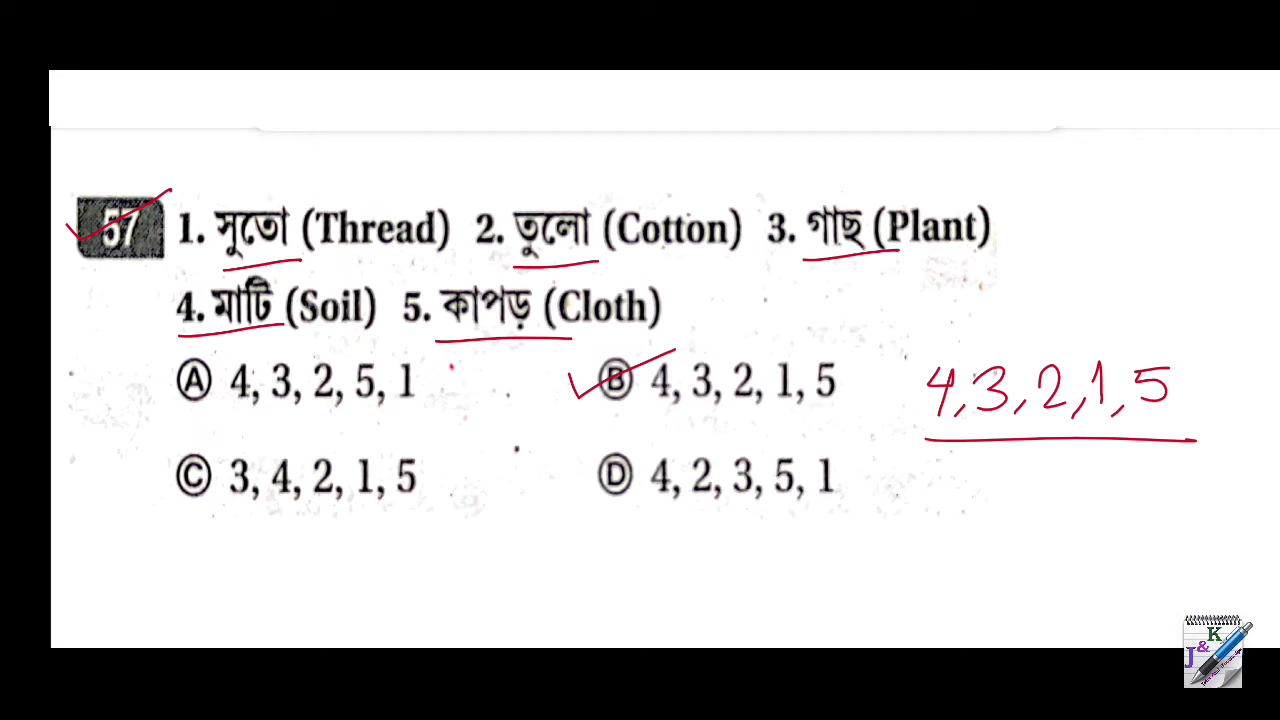 57 1. সুতো (Thread) 2. তুলো (Cotton) 3. গাছ (Plant)
4. মাটি (Soil) 5. কাপড় (Cloth)
Ⓐ 4, 3, 2, 5, 1 Ⓑ 4, 3, 2, 1, 5 4,3,2,1,5
Ⓒ 3, 4, 2, 1, 5 Ⓓ 4, 2, 3, 5, 1
J&K